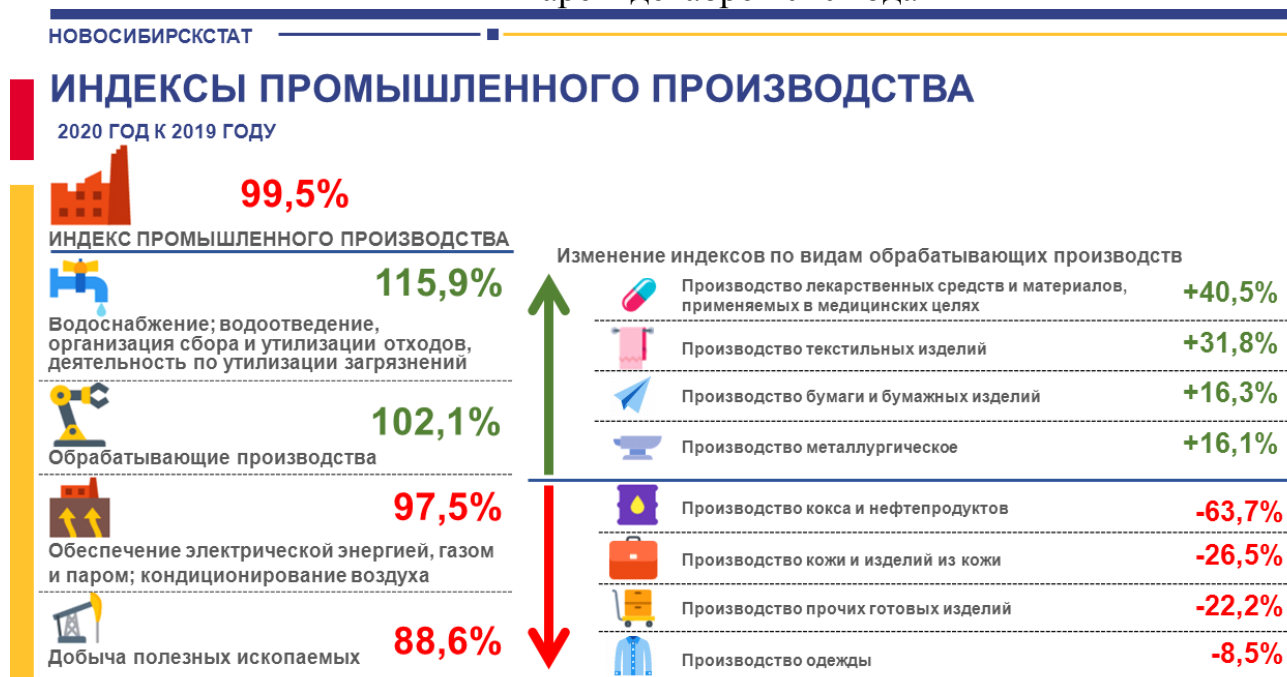 НОВОСИБИРСКСТАТ
ИНДЕКСЫ ПРОМЫШЛЕННОГО ПРОИЗВОДСТВА
2020 ГОД К 2019 ГОДУ
99,5%
ИНДЕКС ПРОМЫШЛЕННОГО ПРОИЗВОДСТВА
115,9%
Водоснабжение; водоотведение,
организация сбора и утилизации отходов,
деятельность по утилизации загрязнений
102,1%
Обрабатывающие производства
97,5%
Обеспечение электрической энергией, газом
и паром; кондиционирование воздуха
88,6%
Добыча полезных ископаемых
Изменение индексов по видам обрабатывающих производств
Производство лекарственных средств и материалов,
применяемых в медицинских целях
+40,5%
Производство текстильных изделий
+31,8%
Производство бумаги и бумажных изделий
+16,3%
Производство металлургическое
+16,1%
Производство кокса и нефтепродуктов
-63,7%
Производство кожи и изделий из кожи
-26,5%
Производство прочих готовых изделий
-22,2%
Производство одежды
-8,5%